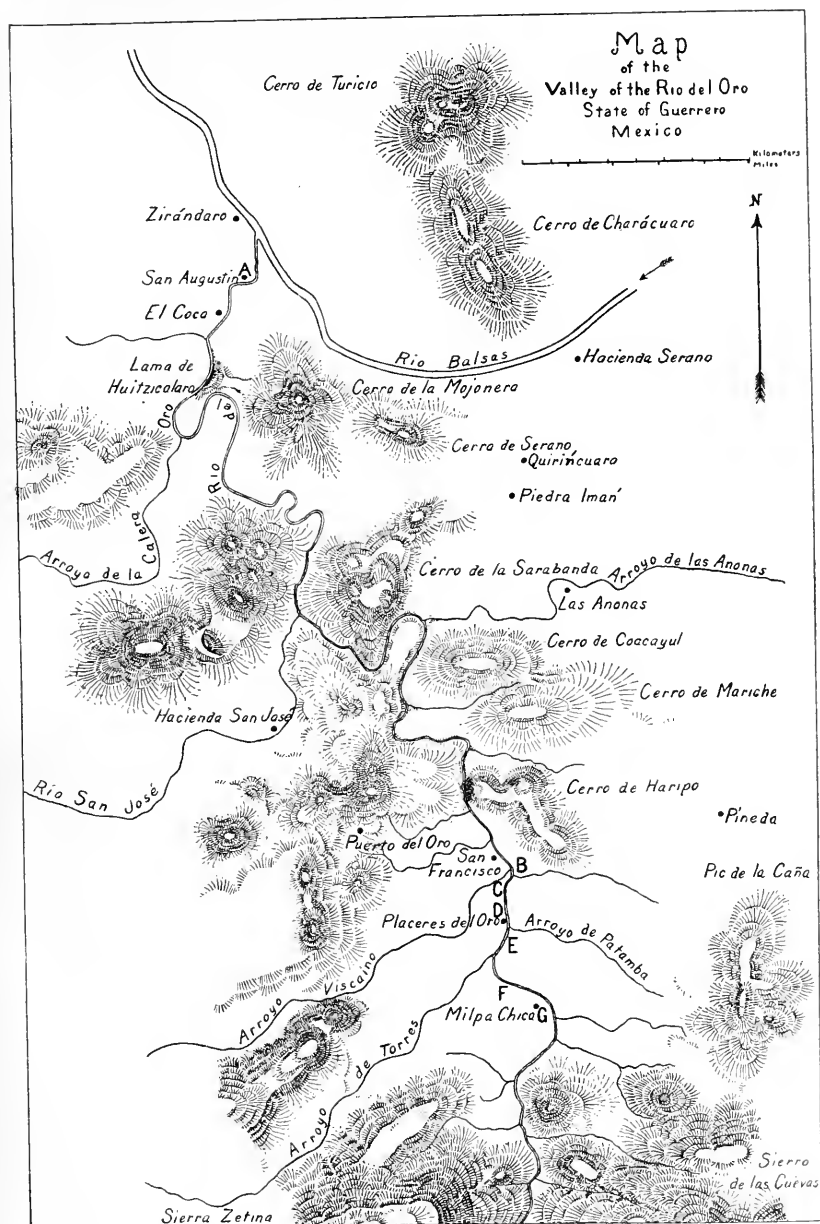 Map
of the
Valley of the Rio del Oro
State of Guerrero
Mexico
Kilometers
Miles
N
Cerro de Turicio
Cerro de Charácuaro
Zirándaro
A
San Augustin
El Coco
Rio Balsas
Hacienda Serano
Lama de
Huitzicolaro
Cerro de la Mojonera
Rio del Oro
Cerro de Serano
Quirincuaro
Piedra Imań
Arroyo de la Calera
Cerro de la Sarabanda
Arroyo de las Anonas
Las Anonas
Cerro de Coacayul
Cerro de Mariche
Hacienda San José
Rio San José
Cerro de Haripo
Pineda
Puerto del Oro
San
Francisco
B
Pic de la Caña
C
D
Placeres del Oro
Arroyo de Patamba
E
Arroyo Viscaino
F
Milpa Chica
G
Arroyo de Torres
Sierro
de las Cuevas
Sierra Zetina